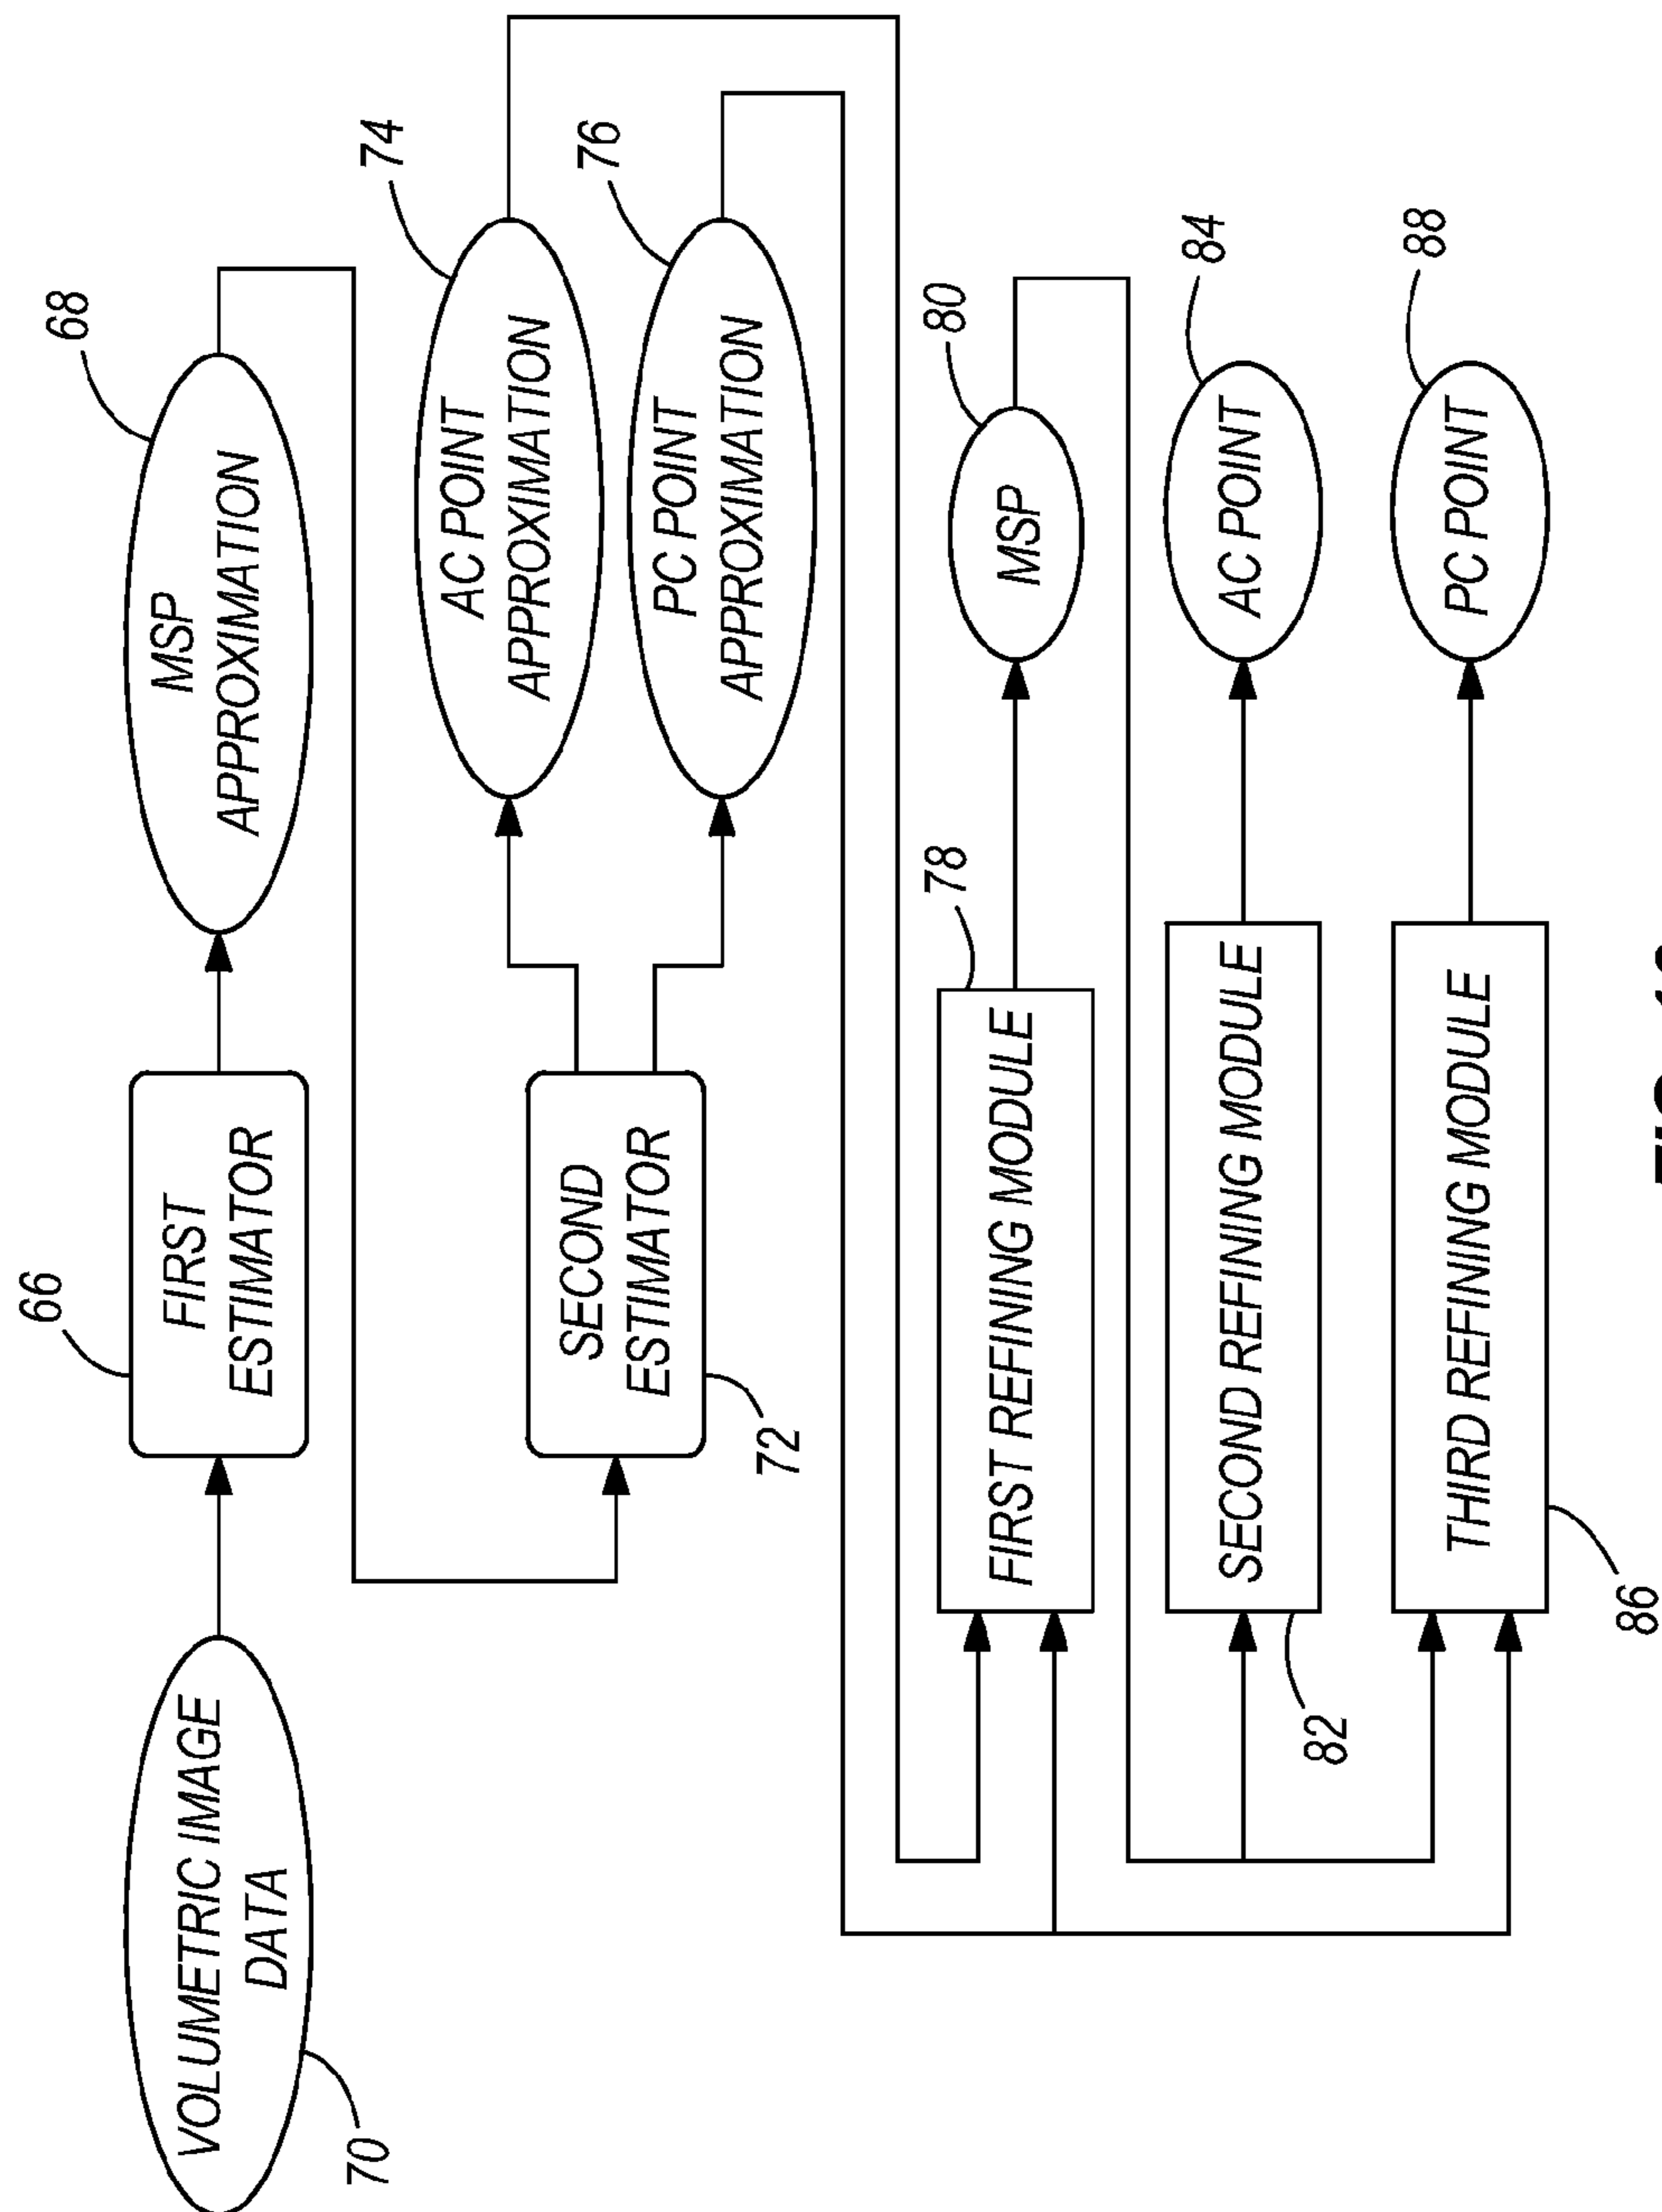 70
VOLUMETRIC IMAGE
DATA
66
FIRST
ESTIMATOR
68
MSP
APPROXIMATION
72
SECOND
ESTIMATOR
74
AC POINT
APPROXIMATION
76
PC POINT
APPROXIMATION
78
FIRST REFINING MODULE
80
MSP
82
SECOND REFINING MODULE
84
AC POINT
86
THIRD REFINING MODULE
88
PC POINT